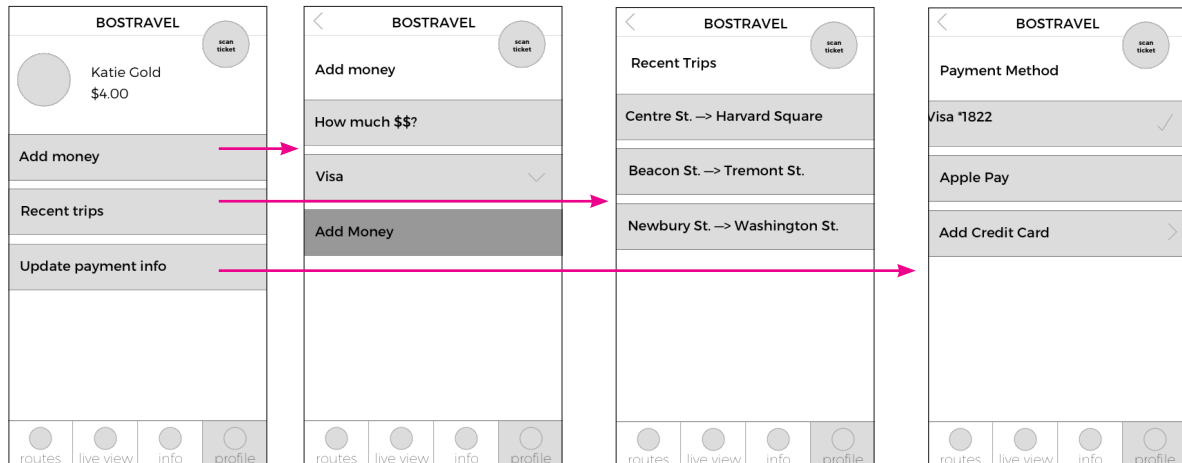 BOSTRAVEL
scan
ticket
Katie Gold
$4.00
Add money
Recent trips
Update payment info
routes
live view
info
profile
BOSTRAVEL
scan
ticket
Add money
How much $$?
Visa
Add Money
routes
live view
info
profile
BOSTRAVEL
scan
ticket
Recent Trips
Centre St. —> Harvard Square
Beacon St. —> Tremont St.
Newbury St. —> Washington St.
routes
live view
info
profile
BOSTRAVEL
scan
ticket
Payment Method
Visa *1822
Apple Pay
Add Credit Card
routes
live view
info
profile